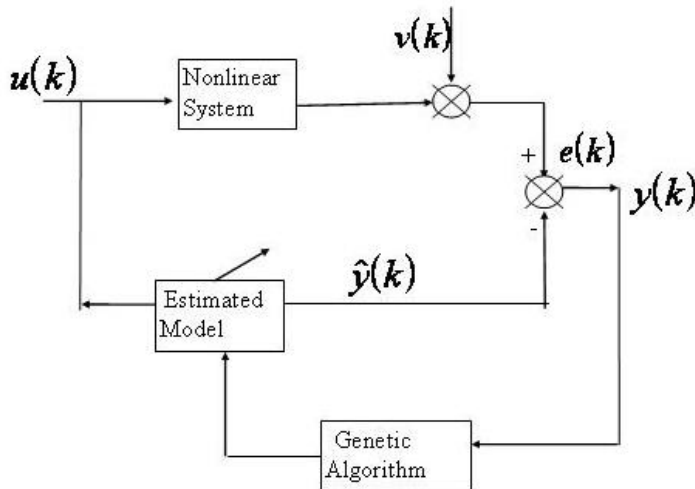 v(k)
u(k)
Nonlinear
System
+
e(k)
y(k)
-
ŷ(k)
Estimated
Model
Genetic
Algorithm